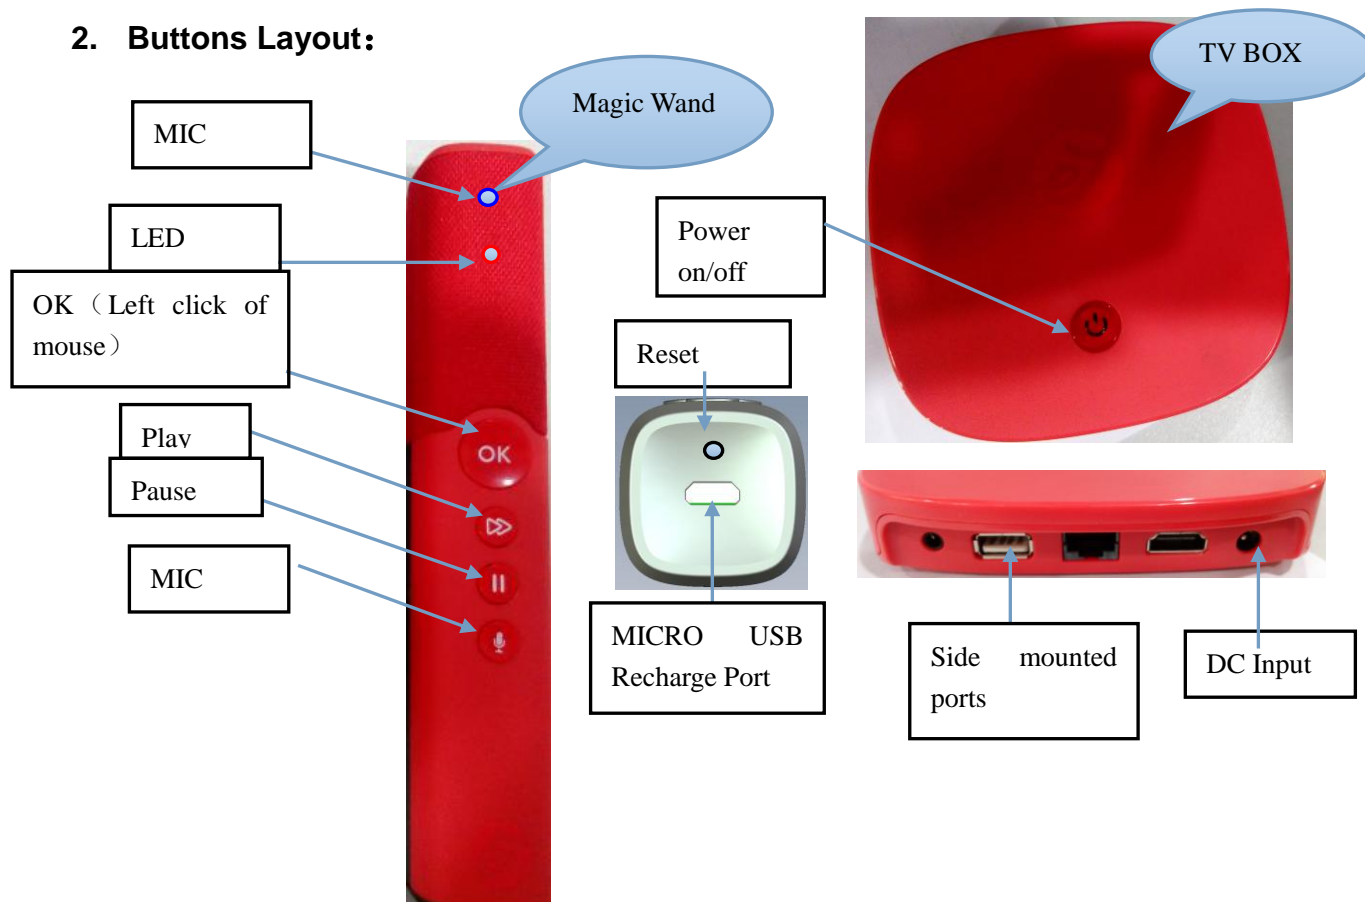 2. Buttons Layout：
TV BOX
Magic Wand
MIC
LED
Power
on/off
OK（Left click of
mouse）
Reset
Play
OK
Pause
MIC
MICRO USB
Recharge Port
Side mounted
ports
DC Input